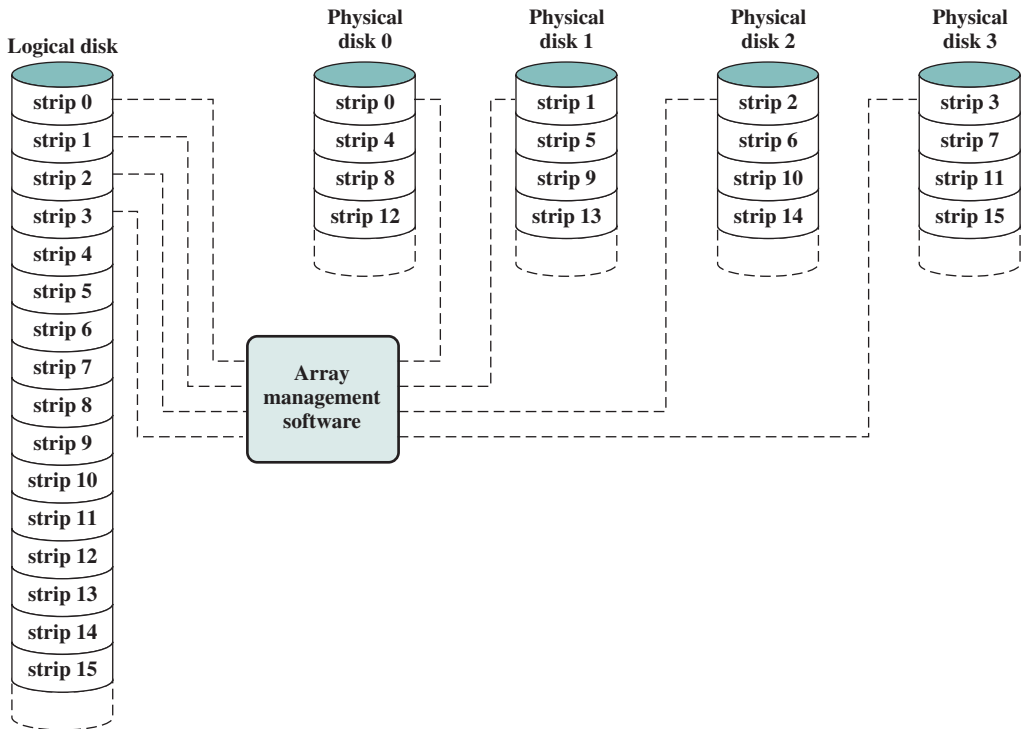 Logical disk
strip 0
strip 1
strip 2
strip 3
strip 4
strip 5
strip 6
strip 7
strip 8
strip 9
strip 10
strip 11
strip 12
strip 13
strip 14
strip 15
Physical
disk 0
strip 0
strip 4
strip 8
strip 12
Physical
disk 1
strip 1
strip 5
strip 9
strip 13
Physical
disk 2
strip 2
strip 6
strip 10
strip 14
Physical
disk 3
strip 3
strip 7
strip 11
strip 15
Array
management
software